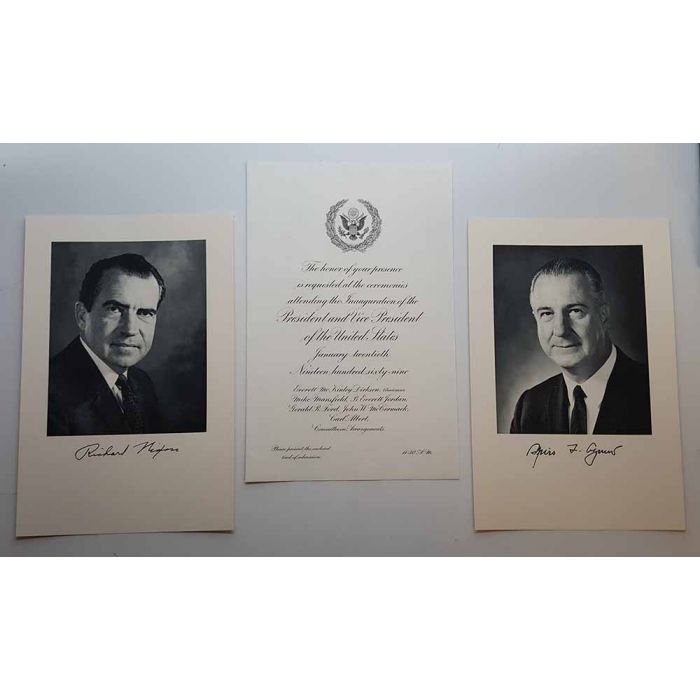 The honor of your presence
is requested at the ceremonies
attending the Inauguration of the
President and Vice President
of the United States
January twentieth
Nineteen hundred sixty-nine
Everett McKinley Dirksen, Chairman
Mike Mansfield, B. Everett Jordan,
Gerald R. Ford, John W. McCormack,
Carl Albert,
Committee on Arrangements.
Please present the enclosed
card of admission.
11:30 A.M.
Richard Nixon
Spiro T. Agnew